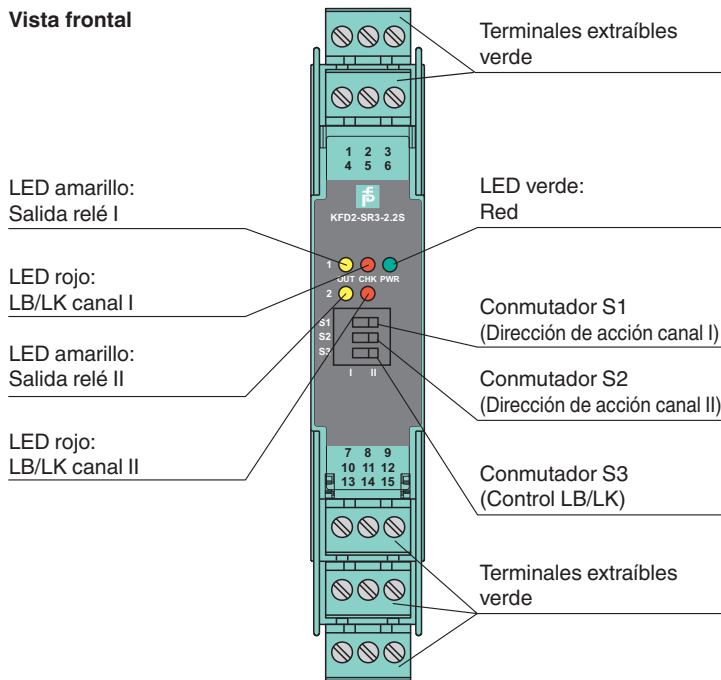 Vista frontal
Terminales extraíbles
verde
1 2 3
4 5 6
KFD2-SR3-2.2S
LED amarillo:
Salida relé I
LED verde:
Red
1
OUT CHK PWR
2
LED rojo:
LB/LK canal I
LED amarillo:
Salida relé II
LED rojo:
LB/LK canal II
S1
S2
S3
I II
Conmutador S1
(Dirección de acción canal I)
Conmutador S2
(Dirección de acción canal II)
Conmutador S3
(Control LB/LK)
7 8 9
10 11 12
13 14 15
Terminales extraíbles
verde